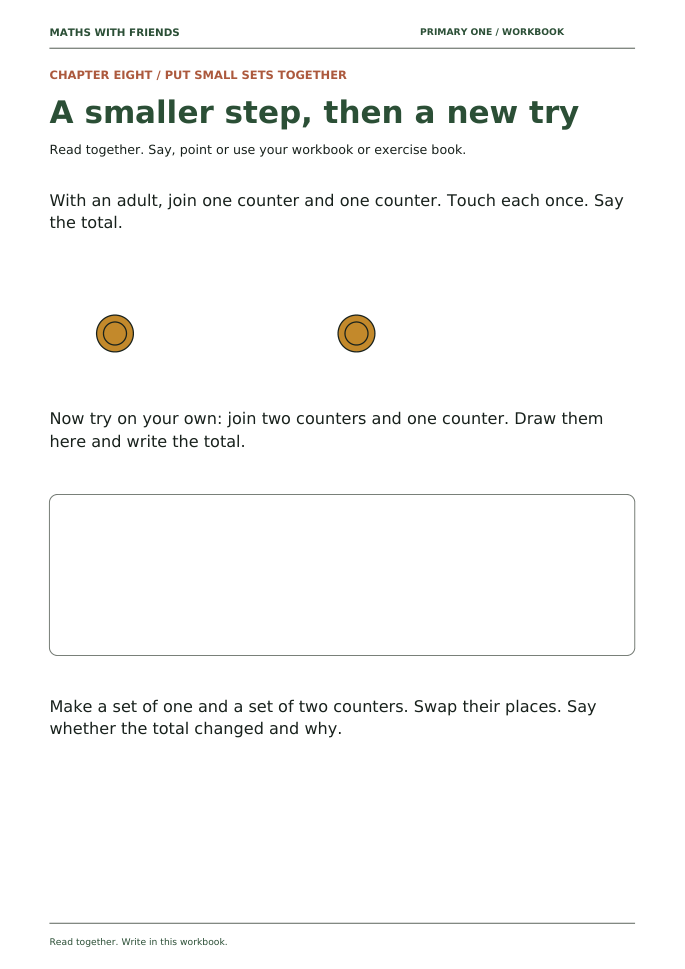 MATHS WITH FRIENDS
PRIMARY ONE / WORKBOOK
CHAPTER EIGHT / PUT SMALL SETS TOGETHER
A smaller step, then a new try
Read together. Say, point or use your workbook or exercise book.
With an adult, join one counter and one counter. Touch each once. Say
the total.
Now try on your own: join two counters and one counter. Draw them
here and write the total.
Make a set of one and a set of two counters. Swap their places. Say
whether the total changed and why.
Read together. Write in this workbook.